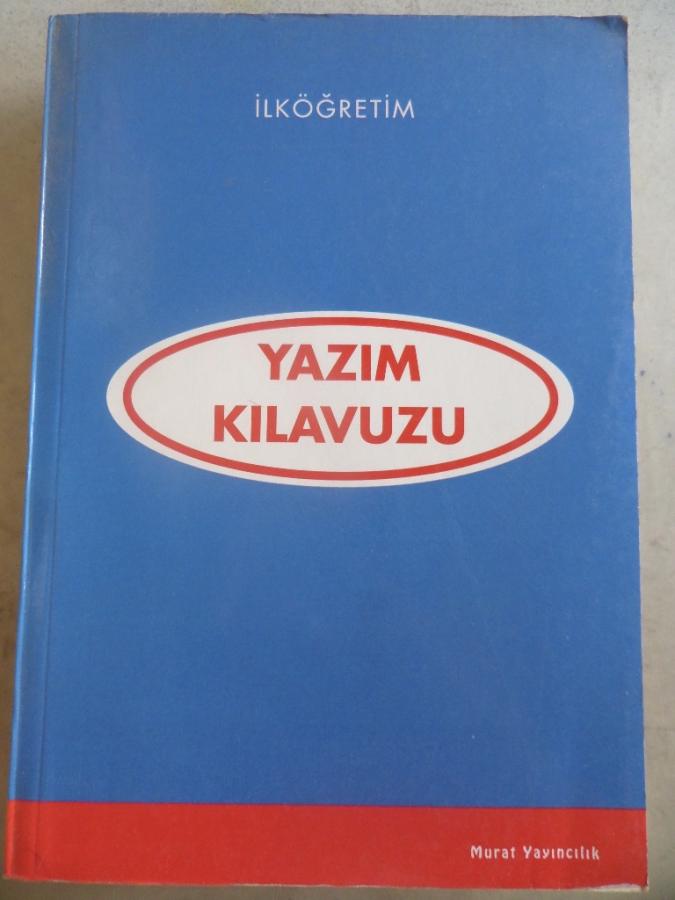 İLKÖĞRETİM
YAZIM
KILAVUZU
Murat Yayıncılık